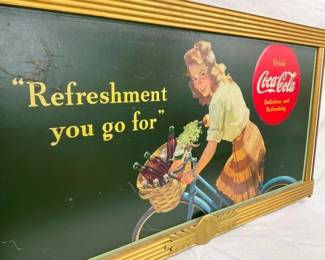 "Refreshment
you go for"
Drink
Coca-Cola
Delicious and
Refreshing